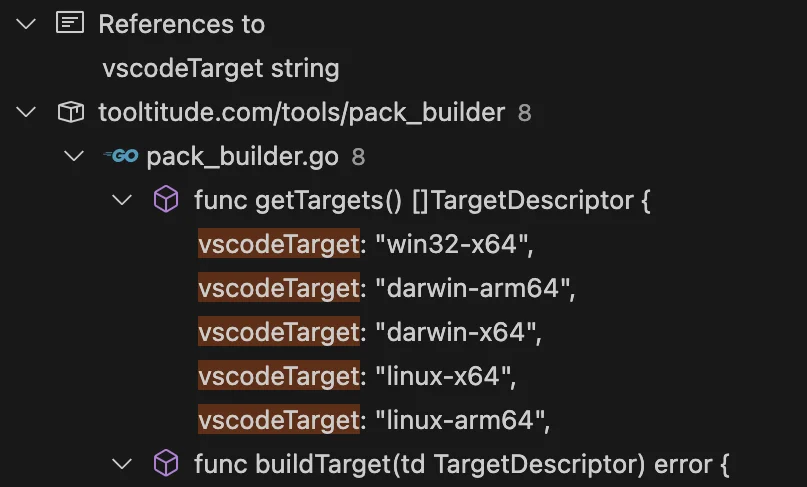 References to
vscodeTarget string
tooltitude.com/tools/pack_builder 8
GO pack_builder.go 8
func getTargets() []TargetDescriptor {
vscodeTarget: "win32-x64",
vscodeTarget: "darwin-arm64",
vscodeTarget: "darwin-x64",
vscodeTarget: "linux-x64",
vscodeTarget: "linux-arm64",
func buildTarget(td TargetDescriptor) error {